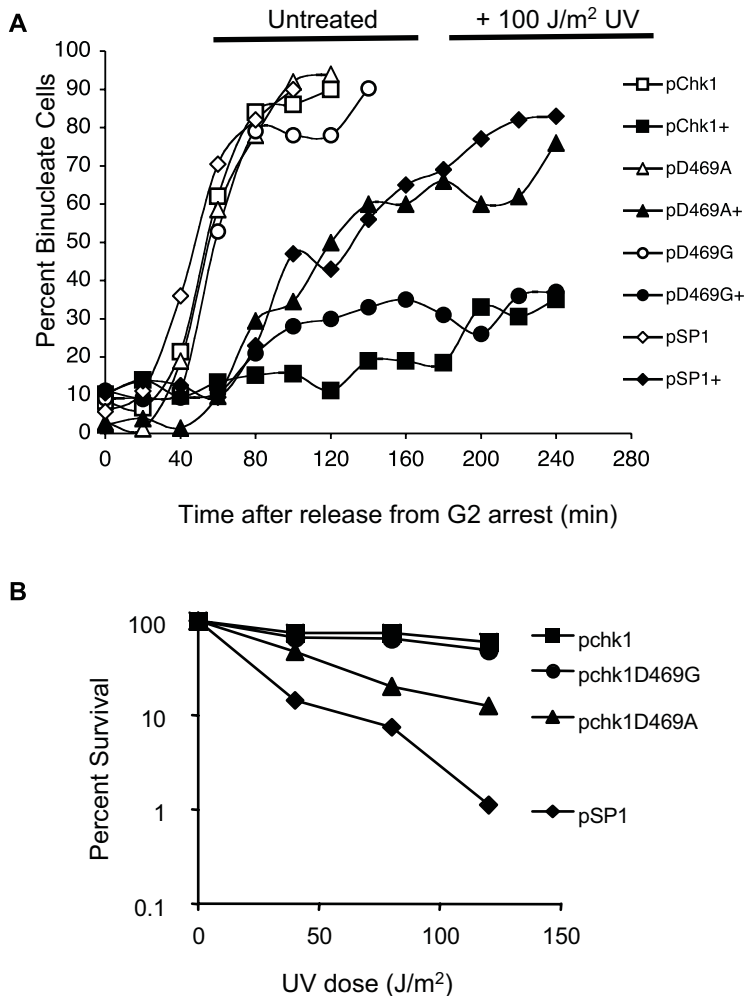 A
Untreated
+ 100 J/m² UV
Percent Binucleate Cells
100
90
80
70
60
50
40
30
20
10
0
0 40 80 120 160 200 240 280
Time after release from G2 arrest (min)
pChk1
pChk1+
pD469A
pD469A+
pD469G
pD469G+
pSP1
pSP1+
B
Percent Survival
100
10
1
0.1
0 50 100 150
UV dose (J/m²)
pchk1
pchk1D469G
pchk1D469A
pSP1